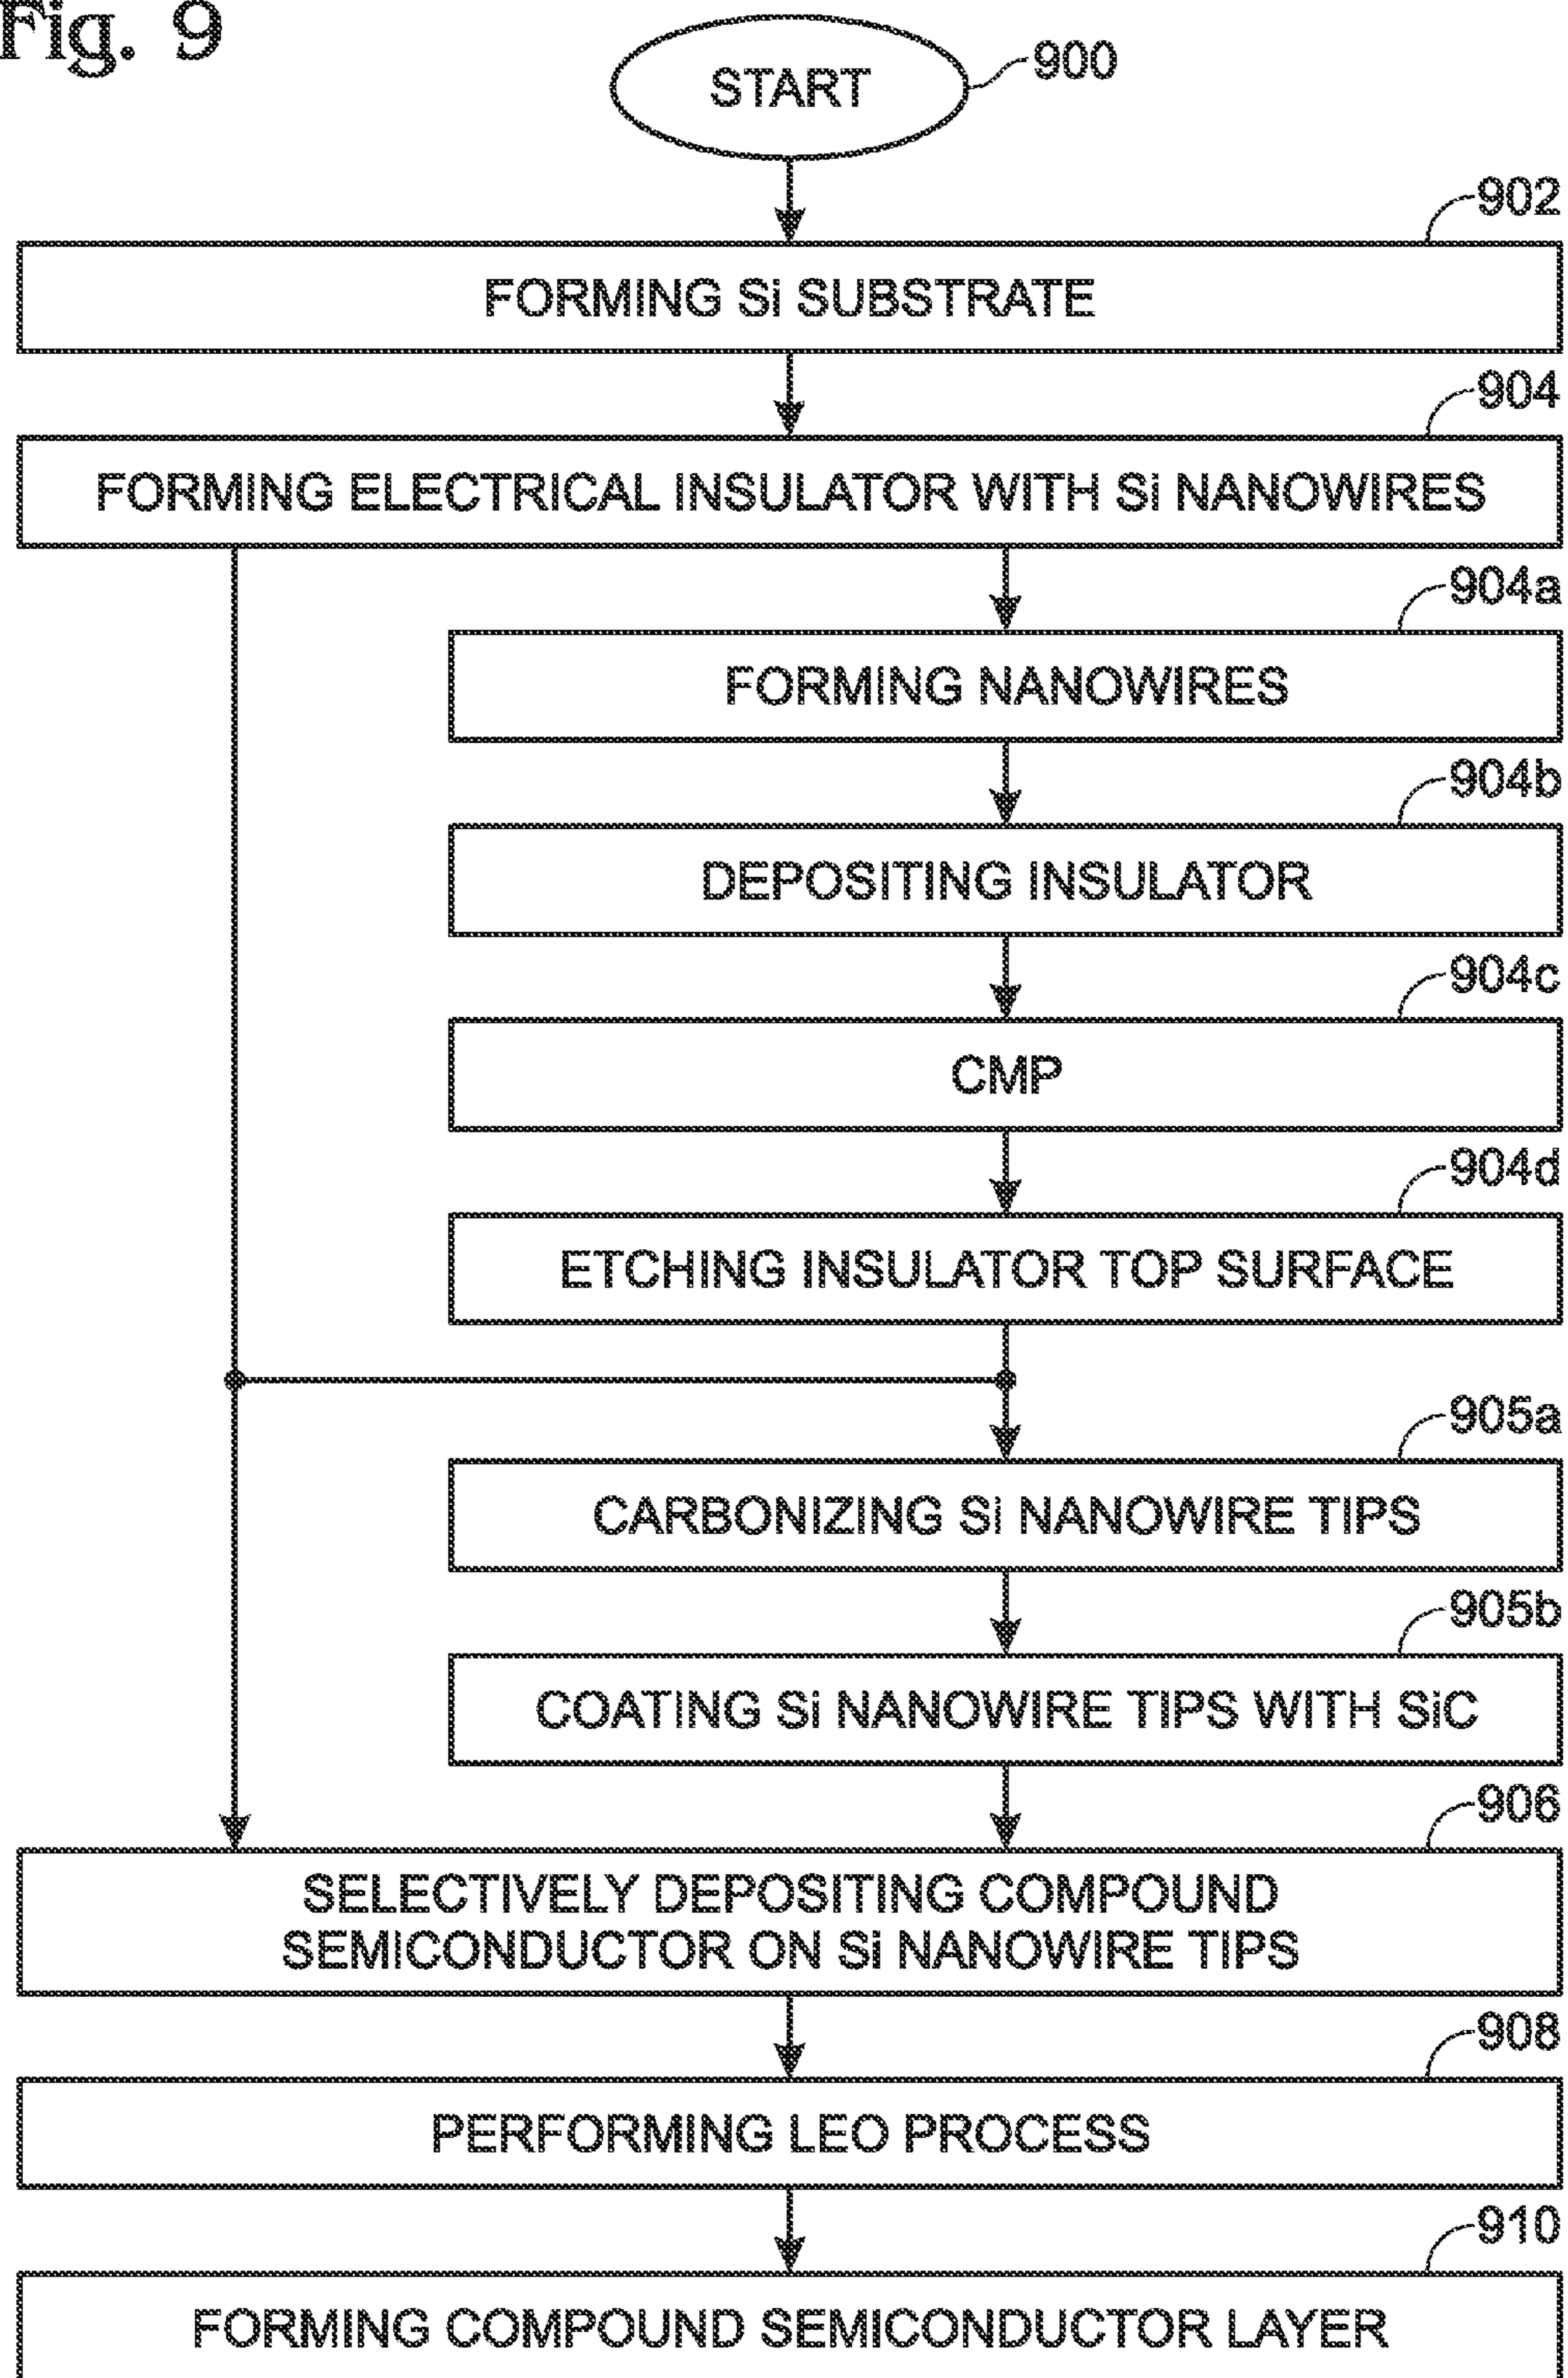 Fig. 9
START
900
902
FORMING Si SUBSTRATE
904
FORMING ELECTRICAL INSULATOR WITH Si NANOWIRES
904a
FORMING NANOWIRES
904b
DEPOSITING INSULATOR
904c
CMP
904d
ETCHING INSULATOR TOP SURFACE
905a
CARBONIZING Si NANOWIRE TIPS
905b
COATING Si NANOWIRE TIPS WITH SiC
906
SELECTIVELY DEPOSITING COMPOUND
SEMICONDUCTOR ON Si NANOWIRE TIPS
908
PERFORMING LEO PROCESS
910
FORMING COMPOUND SEMICONDUCTOR LAYER